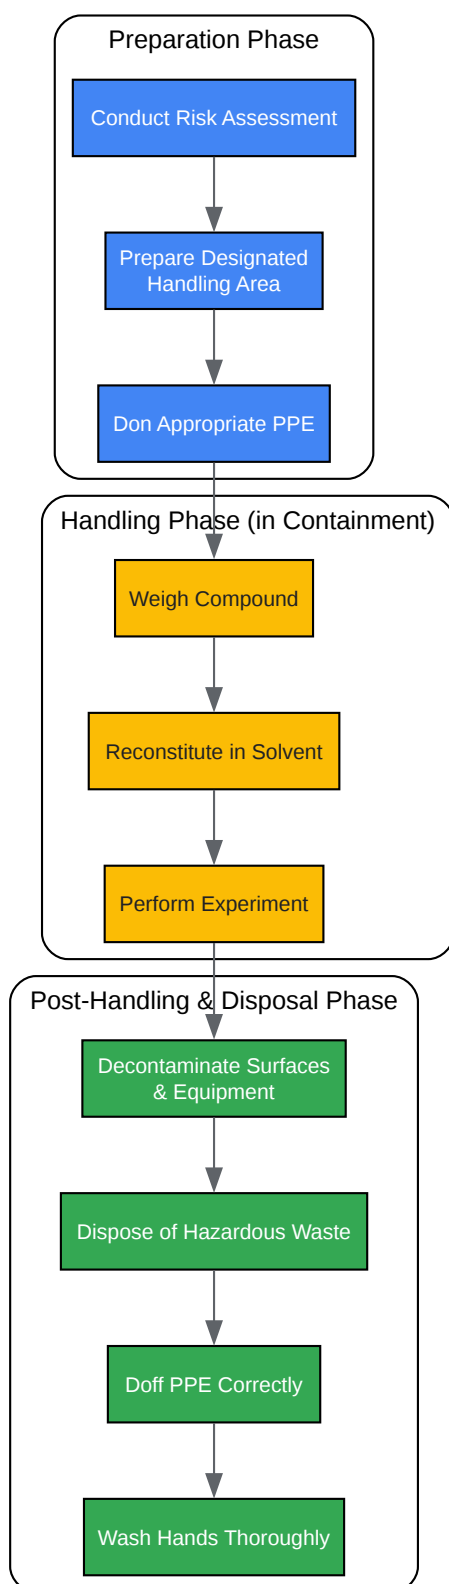 Preparation Phase
Conduct Risk Assessment
Prepare Designated
Handling Area
Don Appropriate PPE
Handling Phase (in Containment)
Weigh Compound
Reconstitute in Solvent
Perform Experiment
Post-Handling & Disposal Phase
Decontaminate Surfaces
& Equipment
Dispose of Hazardous Waste
Doff PPE Correctly
Wash Hands Thoroughly